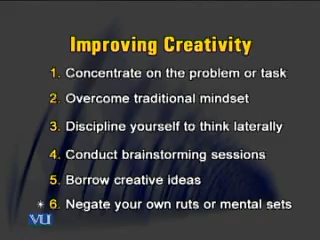 Improving Creativity
1. Concentrate on the problem or task
2. Overcome traditional mindset
3. Discipline yourself to think laterally
4. Conduct brainstorming sessions
5. Borrow creative ideas
6. Negate your own ruts or mental sets
VU